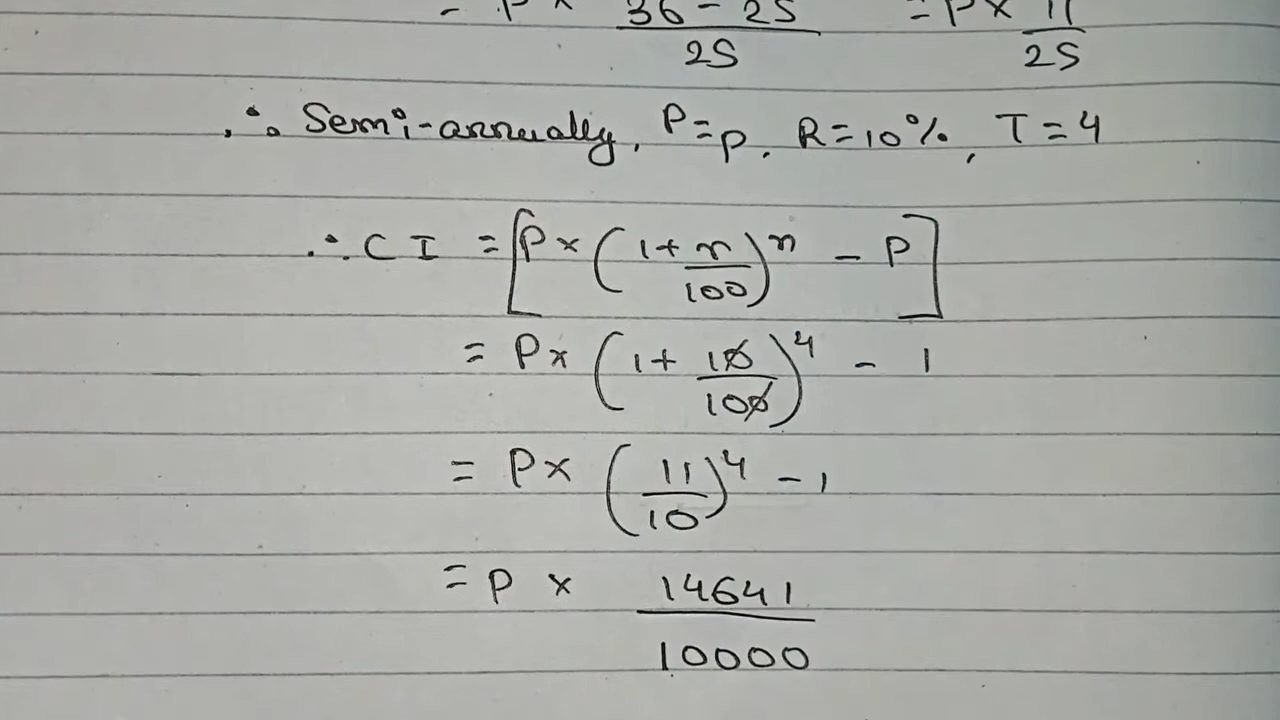 = P × 36 - 25 / 25 = P × 11 / 25
∴ Semi-annually, P = p, R = 10%, T = 4
∴ C I = [P × (1 + r/100)^n - P]
= P × (1 + 10/100)^4 - 1
= P × (11/10)^4 - 1
= P × 14641 / 10000